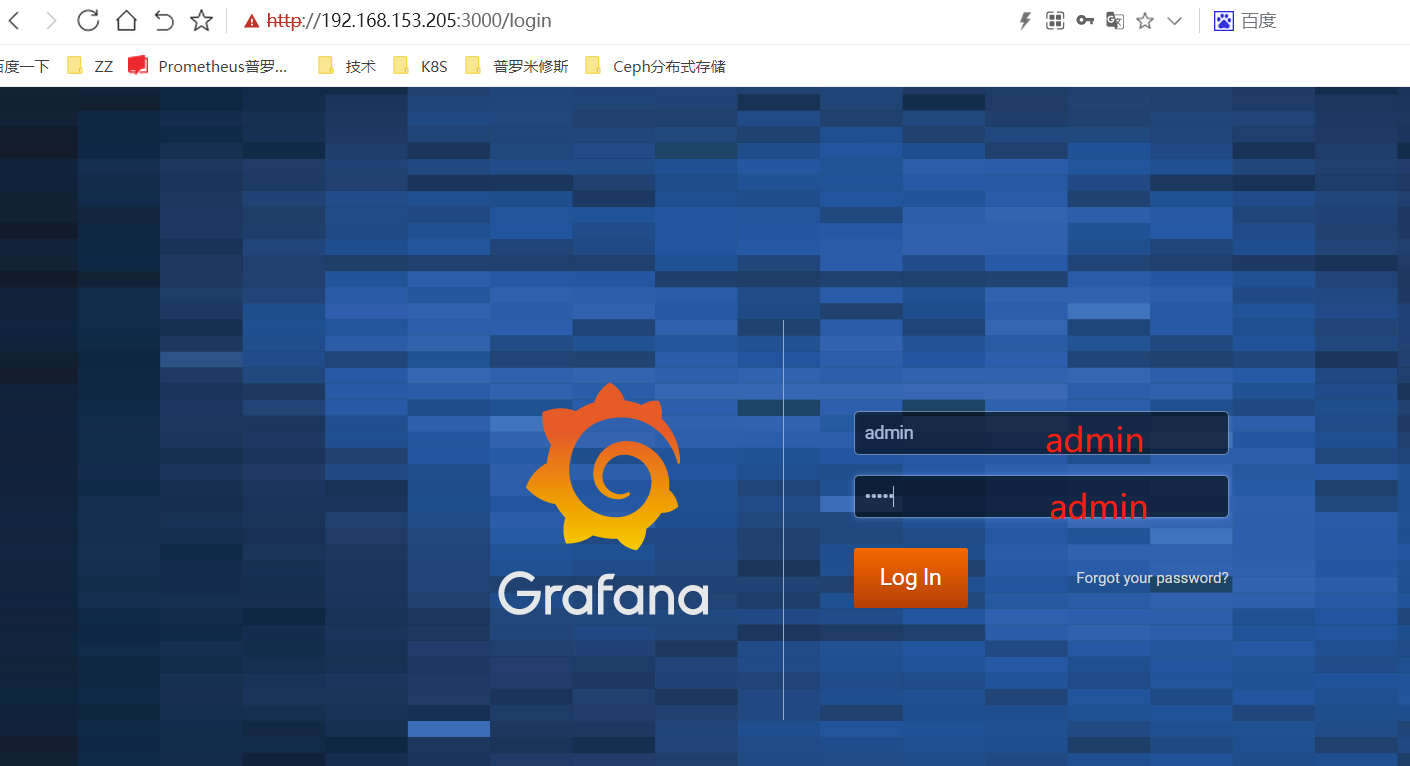 http://192.168.153.205:3000/login
百度
百度一下 ZZ Prometheus普罗... 技术 K8S 普罗米修斯 Ceph分布式存储
admin admin
••••• admin
Log In Forgot your password?
Grafana